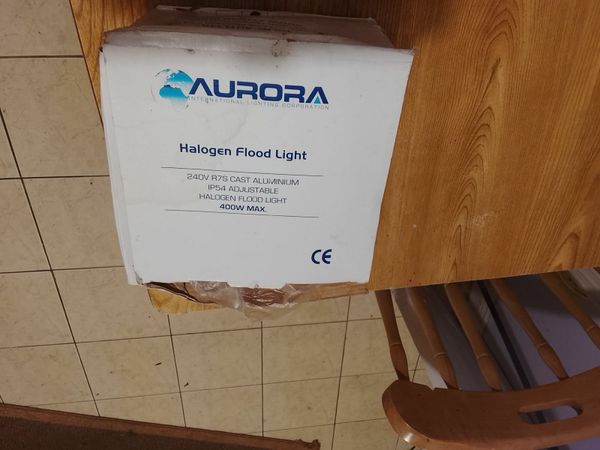 AURORA
INTERNATIONAL LIGHTING CORPORATION
Halogen Flood Light
240V R7S CAST ALUMINIUM
IP54 ADJUSTABLE
HALOGEN FLOOD LIGHT
400W MAX.
CE